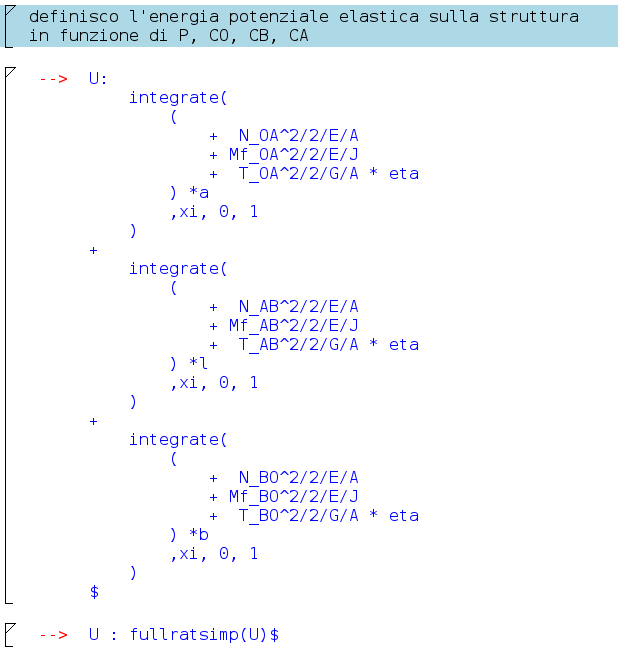 definisco l'energia potenziale elastica sulla struttura
in funzione di P, CO, CB, CA
--> U:
integrate(
(
+ N_OA^2/2/E/A
+ Mf_OA^2/2/E/J
+ T_OA^2/2/G/A * eta
) *a
,xi, 0, 1
)
+
integrate(
(
+ N_AB^2/2/E/A
+ Mf_AB^2/2/E/J
+ T_AB^2/2/G/A * eta
) *l
,xi, 0, 1
)
+
integrate(
(
+ N_BO^2/2/E/A
+ Mf_BO^2/2/E/J
+ T_BO^2/2/G/A * eta
) *b
,xi, 0, 1
)
$
--> U : fullratsimp(U)$